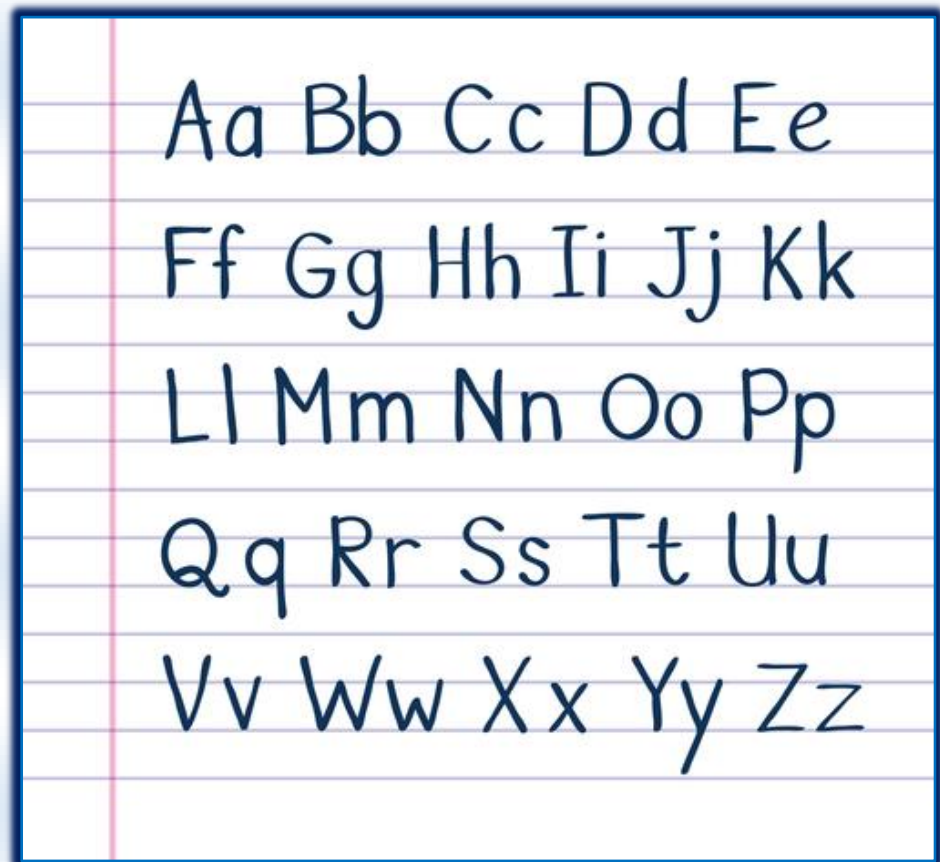 Aa Bb Cc Dd Ee
Ff Gg Hh Ii Jj Kk
Ll Mm Nn Oo Pp
Qq Rr Ss Tt Uu
Vv Ww Xx Yy Zz